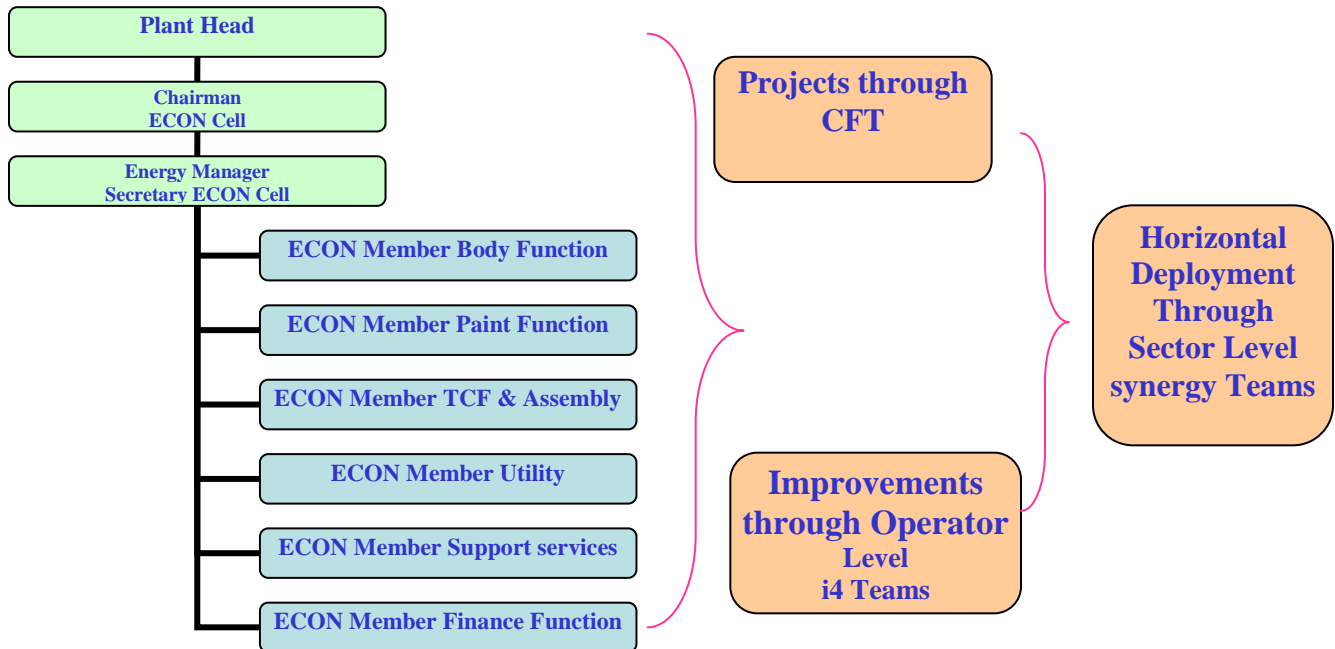 Plant Head
Chairman
ECON Cell
Energy Manager
Secretary ECON Cell
ECON Member Body Function
ECON Member Paint Function
ECON Member TCF & Assembly
ECON Member Utility
ECON Member Support services
ECON Member Finance Function
Projects through
CFT
Improvements
through Operator
Level
i4 Teams
Horizontal
Deployment
Through
Sector Level
synergy Teams